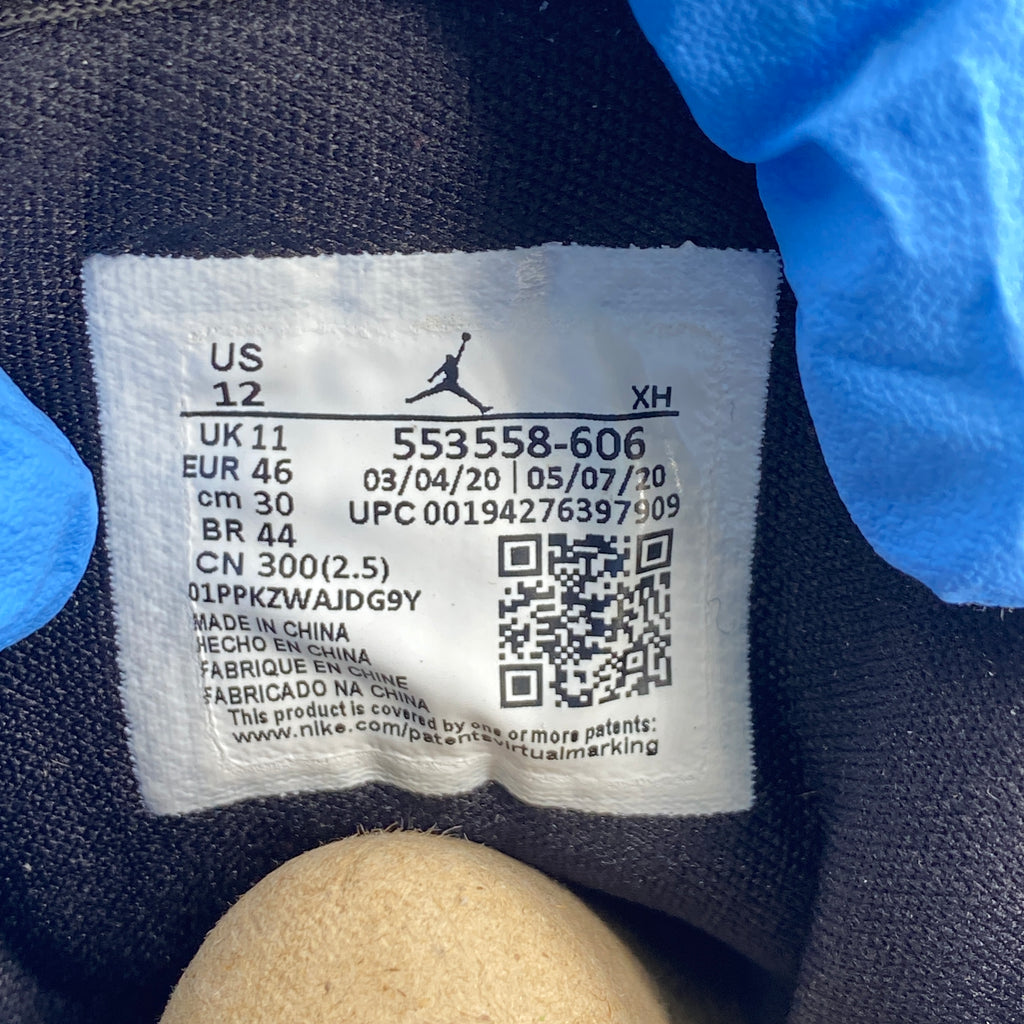 US
12
XH
UK 11
553558-606
EUR 46
03/04/20 | 05/07/20
cm 30
UPC 00194276397909
BR 44
CN 300(2.5)
01PPKZWAJDG9Y
MADE IN CHINA
HECHO EN CHINA
FABRIQUE EN CHINE
FABRICADO NA CHINA
This product is covered by one or more patents:
www.nike.com/patentsvirtualmarking